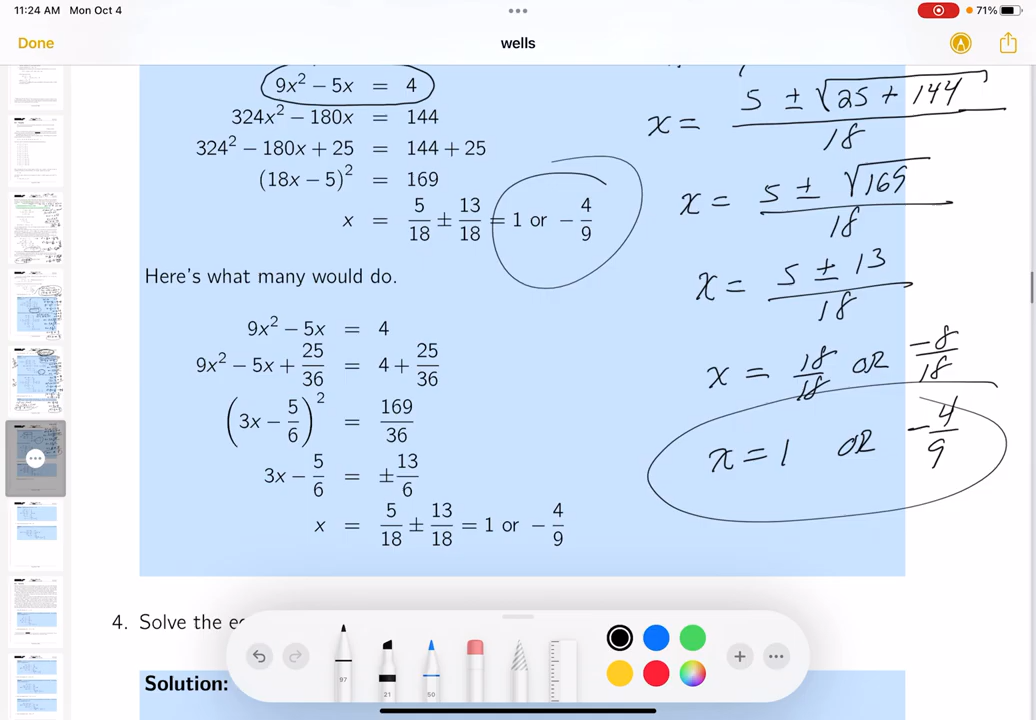 11:24 AM Mon Oct 4
71%
Done
wells
9x² − 5x = 4
324x² − 180x = 144
324² − 180x + 25 = 144 + 25
(18x − 5)² = 169
x = 5/18 ± 13/18 = 1 or − 4/9
Here's what many would do.
9x² − 5x = 4
9x² − 5x + 25/36 = 4 + 25/36
(3x − 5/6)² = 169/36
3x − 5/6 = ± 13/6
x = 5/18 ± 13/18 = 1 or − 4/9
x = 5 ± √25 + 144 / 18
x = 5 ± √169 / 18
x = 5 ± 13 / 18
x = 18/18 OR −8/18
x = 1 OR −4/9
4. Solve the e
Solution:
97
21
50